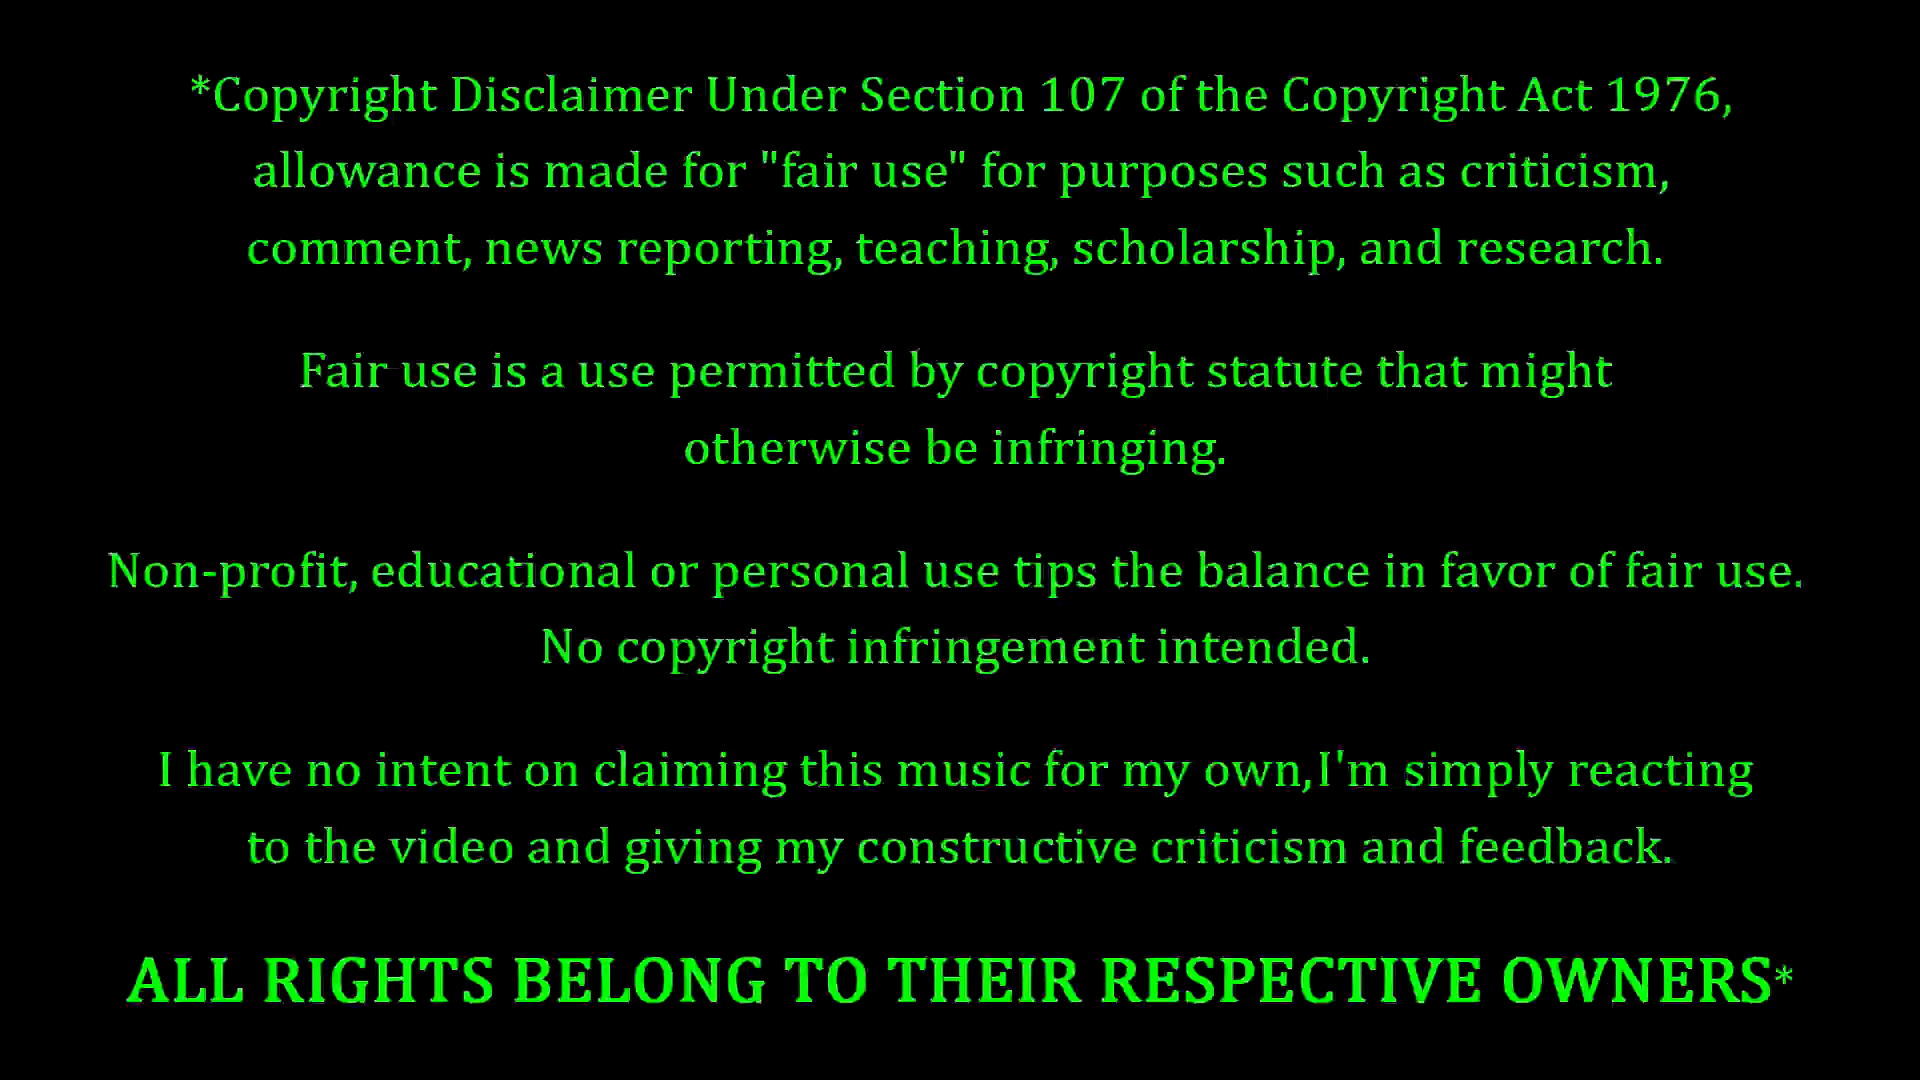 *Copyright Disclaimer Under Section 107 of the Copyright Act 1976,
allowance is made for "fair use" for purposes such as criticism,
comment, news reporting, teaching, scholarship, and research.
Fair use is a use permitted by copyright statute that might
otherwise be infringing.
Non-profit, educational or personal use tips the balance in favor of fair use.
No copyright infringement intended.
I have no intent on claiming this music for my own, I'm simply reacting
to the video and giving my constructive criticism and feedback.
ALL RIGHTS BELONG TO THEIR RESPECTIVE OWNERS*